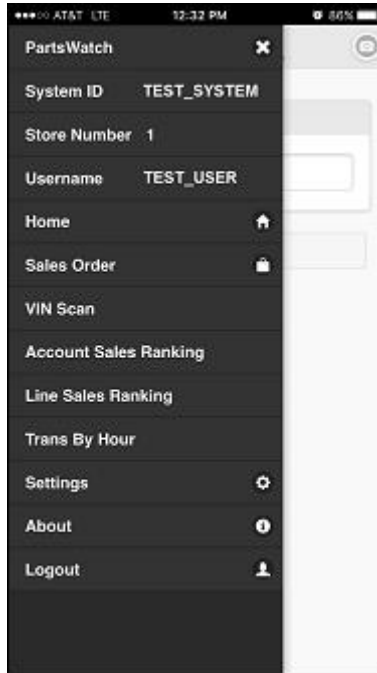 AT&T LTE 12:32 PM 86%
PartsWatch
System ID TEST_SYSTEM
Store Number 1
Username TEST_USER
Home
Sales Order
VIN Scan
Account Sales Ranking
Line Sales Ranking
Trans By Hour
Settings
About
Logout